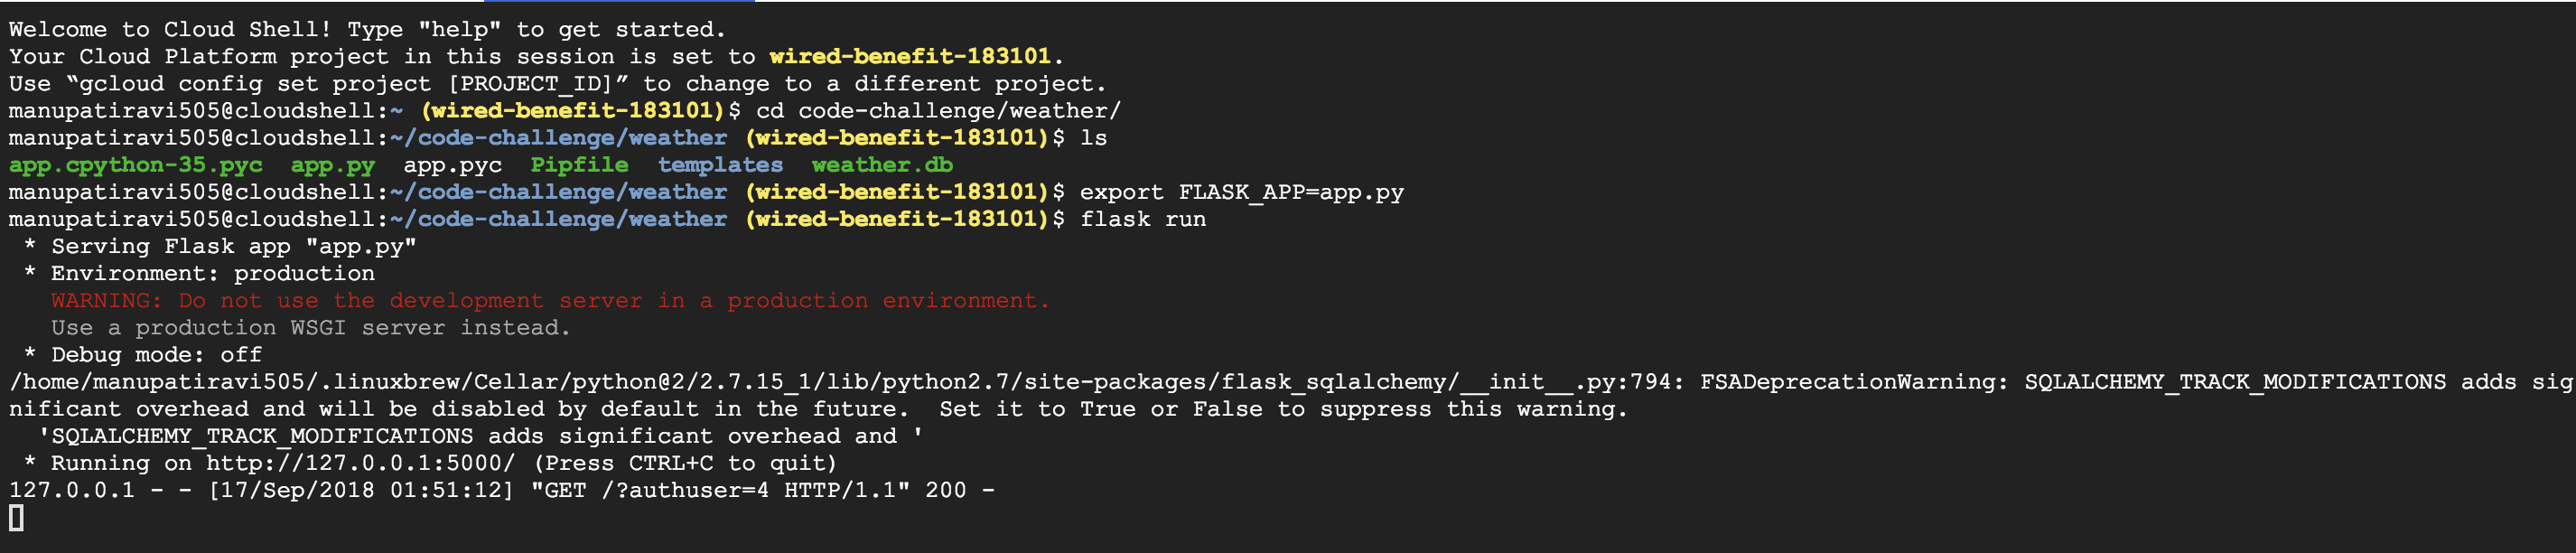 Welcome to Cloud Shell! Type "help" to get started.
Your Cloud Platform project in this session is set to wired-benefit-183101.
Use “gcloud config set project [PROJECT_ID]” to change to a different project.
manupatiravi505@cloudshell:~ (wired-benefit-183101)$ cd code-challenge/weather/
manupatiravi505@cloudshell:~/code-challenge/weather (wired-benefit-183101)$ ls
app.cpython-35.pyc  app.py  app.pyc  Pipfile  templates  weather.db
manupatiravi505@cloudshell:~/code-challenge/weather (wired-benefit-183101)$ export FLASK_APP=app.py
manupatiravi505@cloudshell:~/code-challenge/weather (wired-benefit-183101)$ flask run
 * Serving Flask app "app.py"
 * Environment: production
   WARNING: Do not use the development server in a production environment.
   Use a production WSGI server instead.
 * Debug mode: off
/home/manupatiravi505/.linuxbrew/Cellar/python@2/2.7.15_1/lib/python2.7/site-packages/flask_sqlalchemy/__init__.py:794: FSADeprecationWarning: SQLALCHEMY_TRACK_MODIFICATIONS adds sig
nificant overhead and will be disabled by default in the future.  Set it to True or False to suppress this warning.
  'SQLALCHEMY_TRACK_MODIFICATIONS adds significant overhead and '
 * Running on http://127.0.0.1:5000/ (Press CTRL+C to quit)
127.0.0.1 - - [17/Sep/2018 01:51:12] "GET /?authuser=4 HTTP/1.1" 200 -